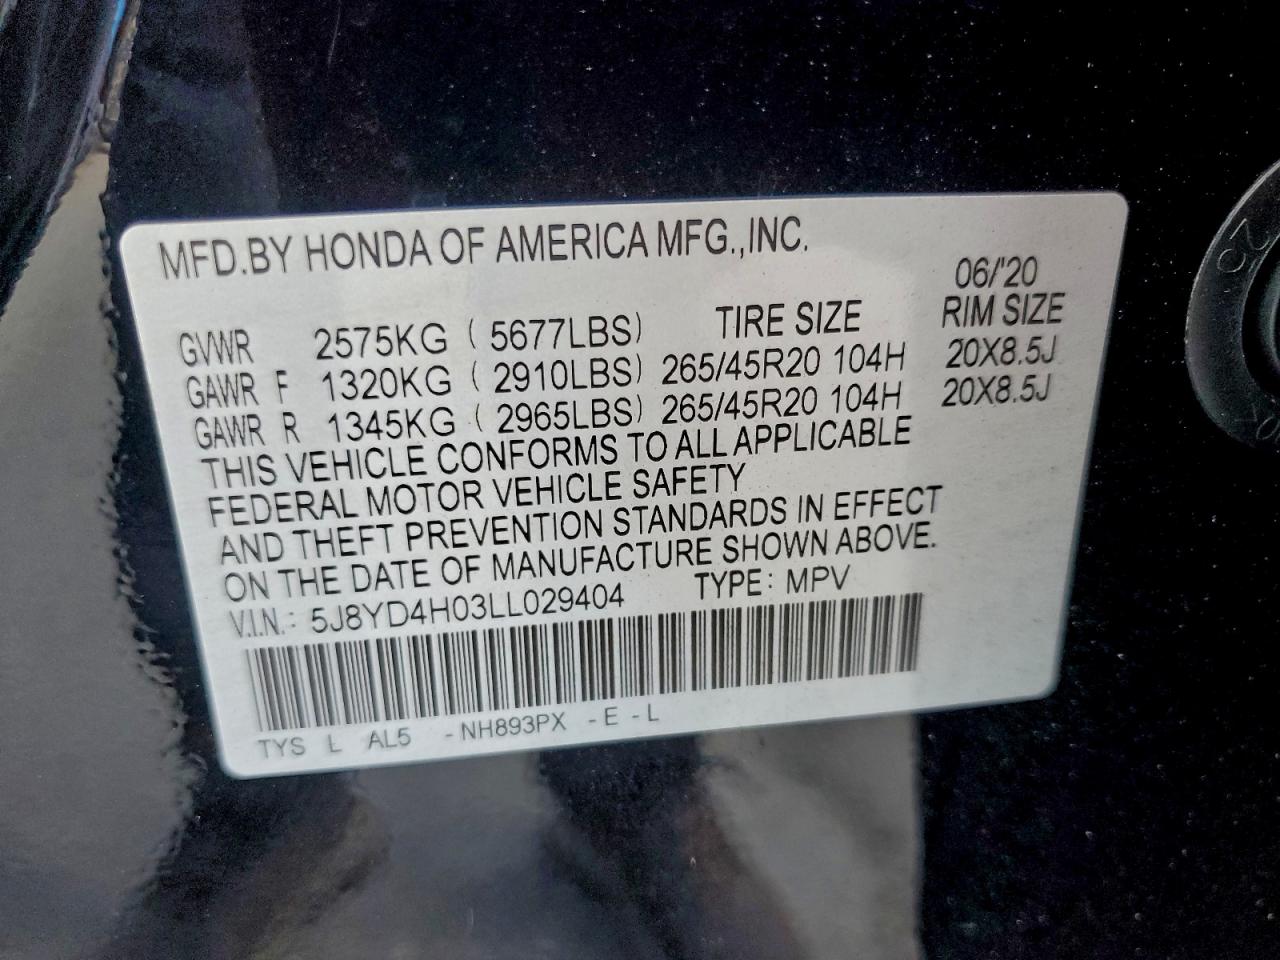 MFD.BY HONDA OF AMERICA MFG.,INC.
06/'20
GVWR 2575KG ( 5677LBS) TIRE SIZE RIM SIZE
GAWR F 1320KG ( 2910LBS) 265/45R20 104H 20X8.5J
GAWR R 1345KG ( 2965LBS) 265/45R20 104H 20X8.5J
THIS VEHICLE CONFORMS TO ALL APPLICABLE
FEDERAL MOTOR VEHICLE SAFETY
AND THEFT PREVENTION STANDARDS IN EFFECT
ON THE DATE OF MANUFACTURE SHOWN ABOVE.
V.I.N.: 5J8YD4H03LL029404 TYPE: MPV
TYS L AL5 -NH893PX -E -L